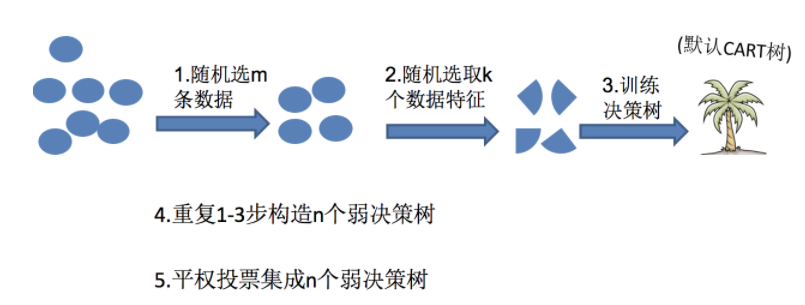 (默认CART树)
1.随机选m
条数据
2.随机选取k
个数据特征
3.训练
决策树
4.重复1-3步构造n个弱决策树
5.平权投票集成n个弱决策树